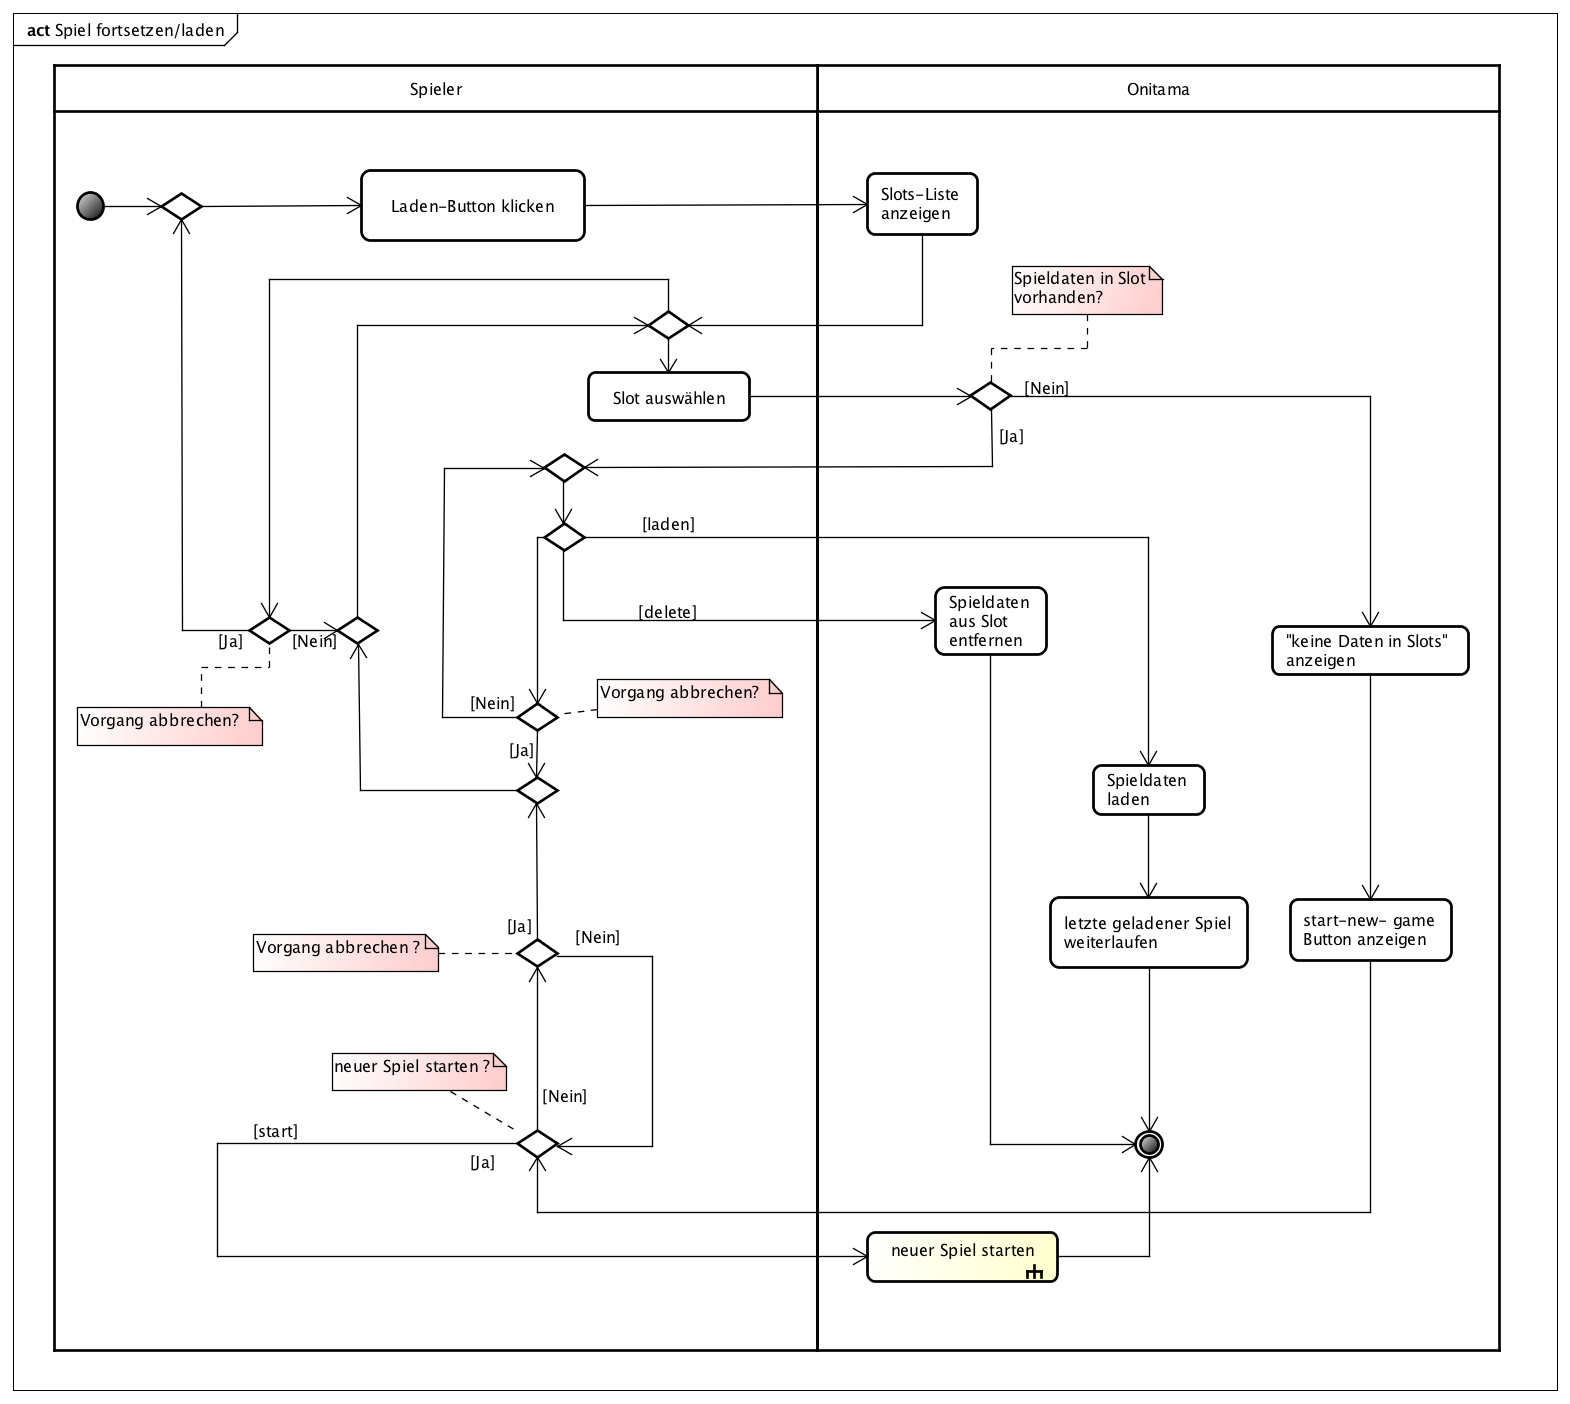 act Spiel fortsetzen/laden
Spieler
Onitama
Laden-Button klicken
Slots-Liste
anzeigen
Spieldaten in Slot
vorhanden?
Slot auswählen
[Nein]
[Ja]
[laden]
[delete]
Spieldaten
aus Slot
entfernen
"keine Daten in Slots"
anzeigen
[Ja]
[Nein]
Vorgang abbrechen?
[Nein]
Vorgang abbrechen?
[Ja]
Spieldaten
laden
letzte geladener Spiel
weiterlaufen
start-new- game
Button anzeigen
[Ja]
[Nein]
Vorgang abbrechen ?
neuer Spiel starten ?
[Nein]
[start]
[Ja]
neuer Spiel starten